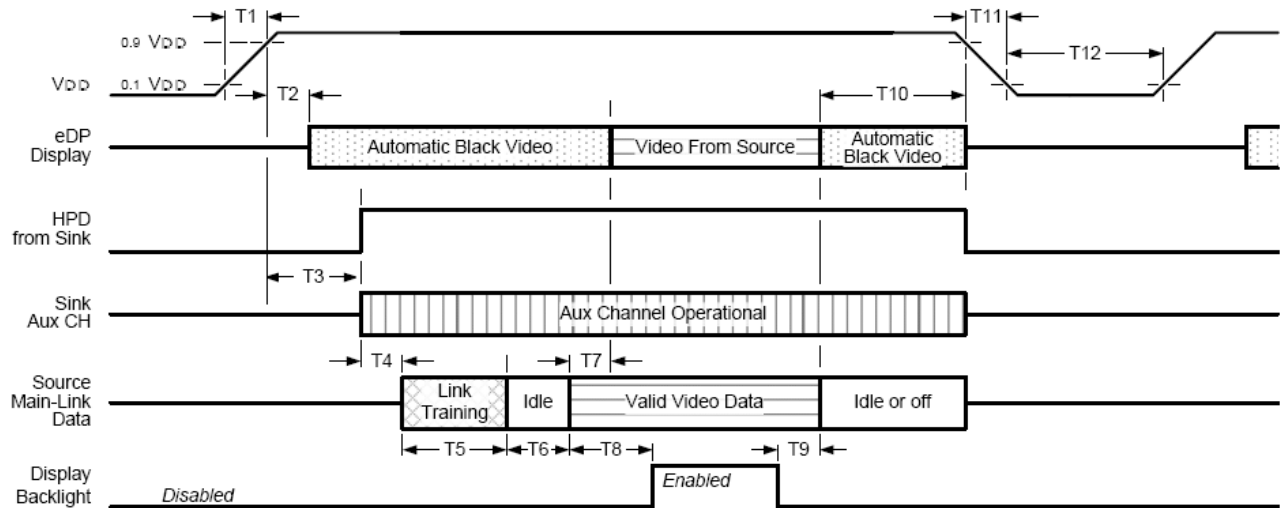 T1
T11
0.9 VDD
T12
VDD
0.1 VDD
T2
T10
eDP
Display
Automatic Black Video
Video From Source
Automatic
Black Video
HPD
from Sink
T3
Sink
Aux CH
Aux Channel Operational
T4
T7
Source
Main-Link
Data
Link
Training
Idle
Valid Video Data
Idle or off
T5
T6
T8
T9
Display
Backlight
Disabled
Enabled